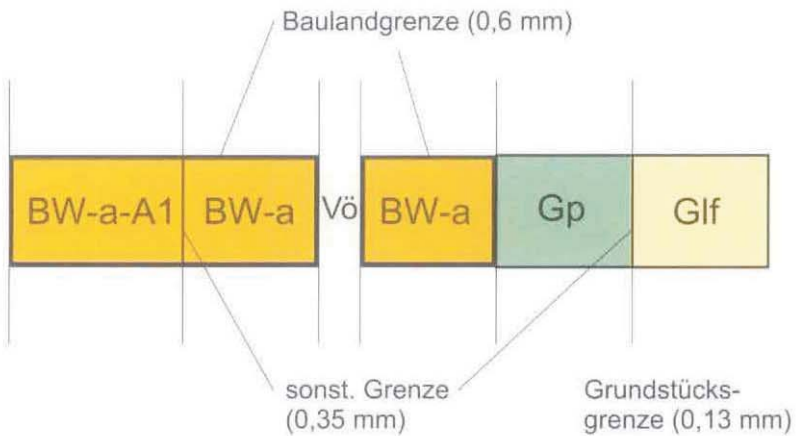 Baulandgrenze (0,6 mm)
BW-a-A1 BW-a Vö BW-a Gp Glf
sonst. Grenze
(0,35 mm)
Grundstücks-
grenze (0,13 mm)